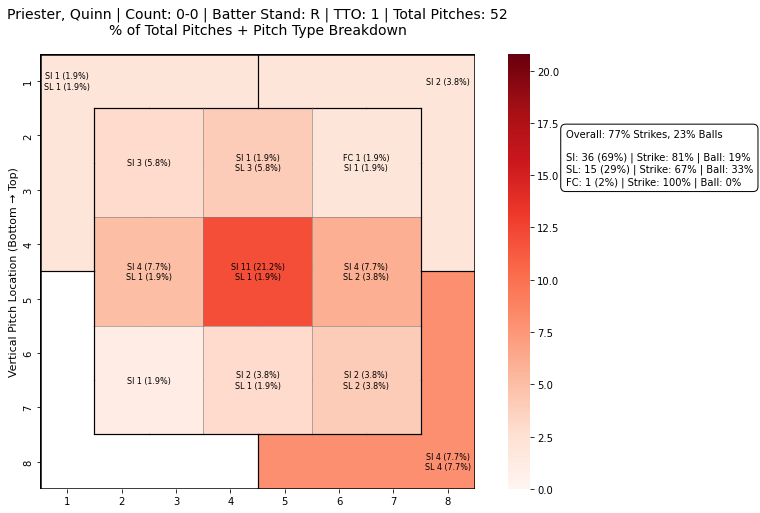 Priester, Quinn | Count: 0-0 | Batter Stand: R | TTO: 1 | Total Pitches: 52
% of Total Pitches + Pitch Type Breakdown
Vertical Pitch Location (Bottom → Top)
1
2
3
4
5
6
7
8
SI 1 (1.9%)
SL 1 (1.9%)
SI 2 (3.8%)
SI 3 (5.8%)
SI 1 (1.9%)
SL 3 (5.8%)
FC 1 (1.9%)
SI 1 (1.9%)
SI 4 (7.7%)
SL 1 (1.9%)
SI 11 (21.2%)
SL 1 (1.9%)
SI 4 (7.7%)
SL 2 (3.8%)
SI 1 (1.9%)
SI 2 (3.8%)
SL 1 (1.9%)
SI 2 (3.8%)
SL 2 (3.8%)
SI 4 (7.7%)
SL 4 (7.7%)
1
2
3
4
5
6
7
8
20.0
17.5
15.0
12.5
10.0
7.5
5.0
2.5
0.0
Overall: 77% Strikes, 23% Balls
SI: 36 (69%) | Strike: 81% | Ball: 19%
SL: 15 (29%) | Strike: 67% | Ball: 33%
FC: 1 (2%) | Strike: 100% | Ball: 0%